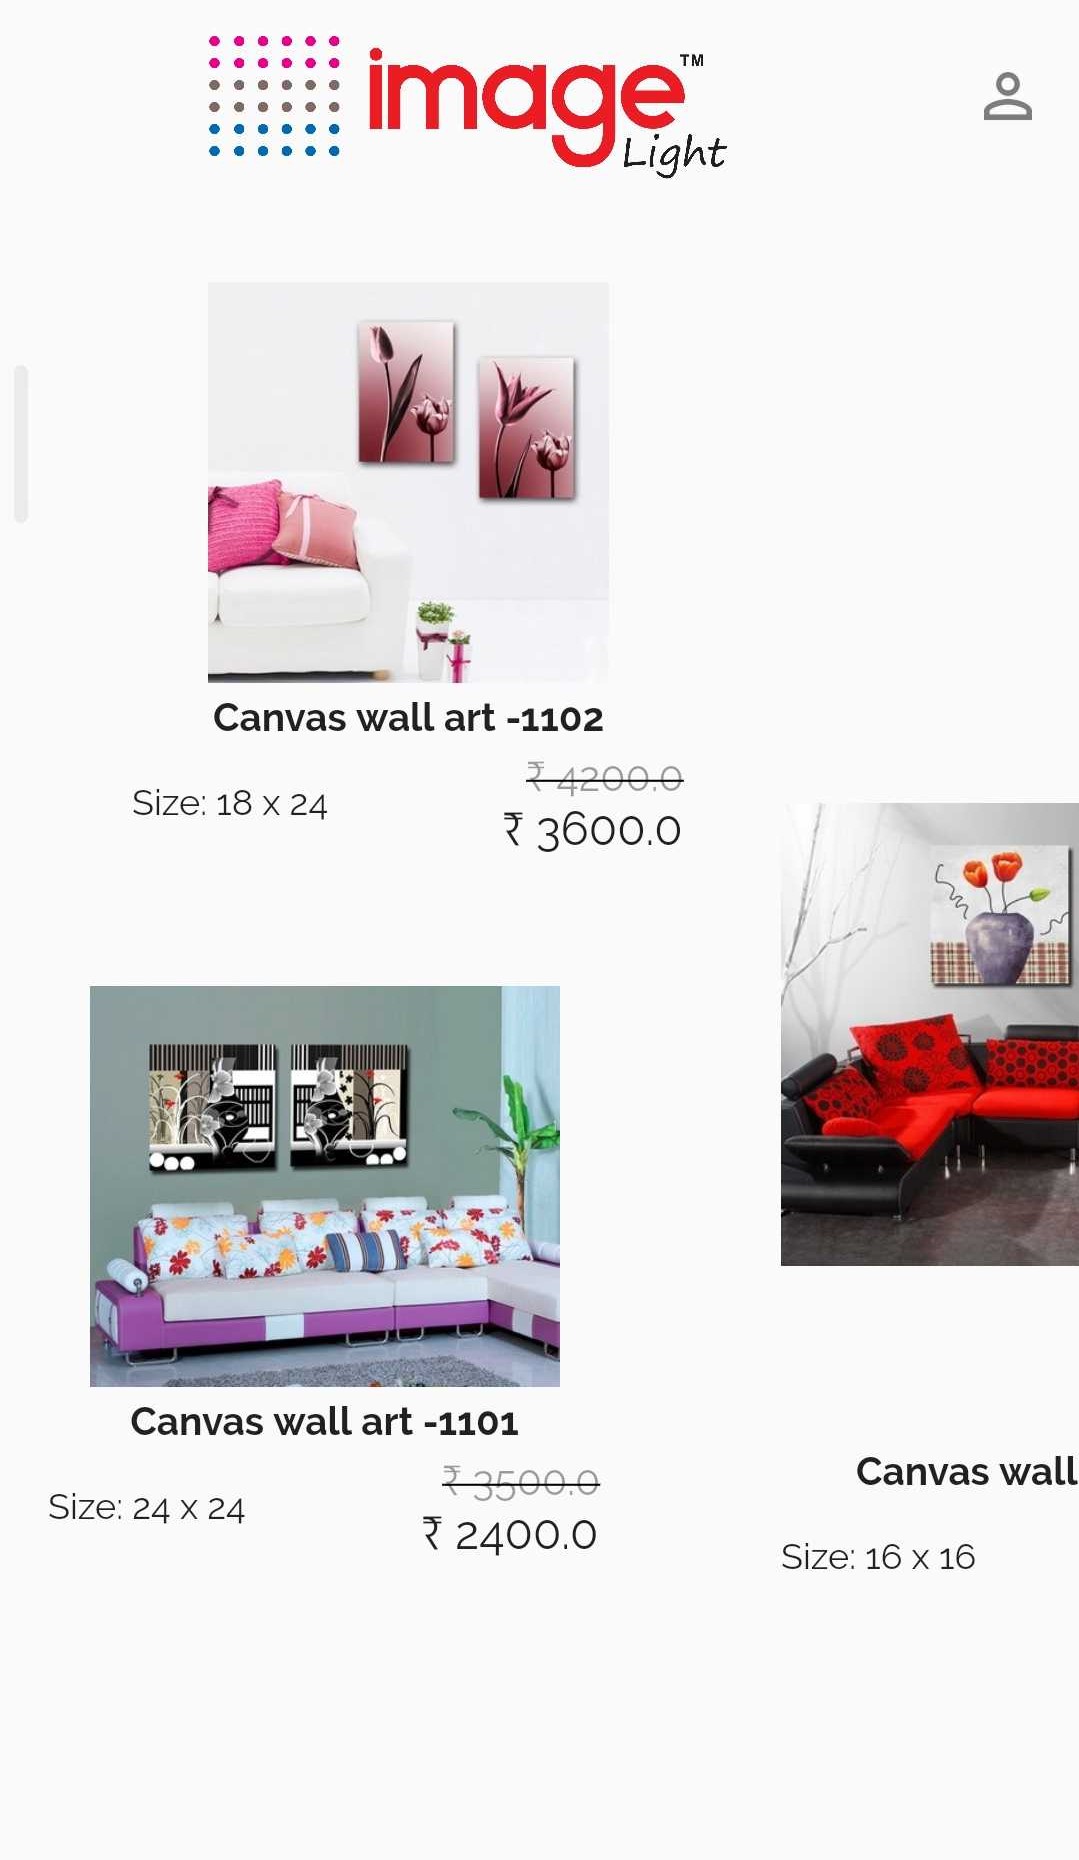 image™
Light
Canvas wall art -1102
₹ 4200.0
Size: 18 x 24
₹ 3600.0
Canvas wall art -1101
₹ 3500.0
Size: 24 x 24
₹ 2400.0
Canvas wall
Size: 16 x 16